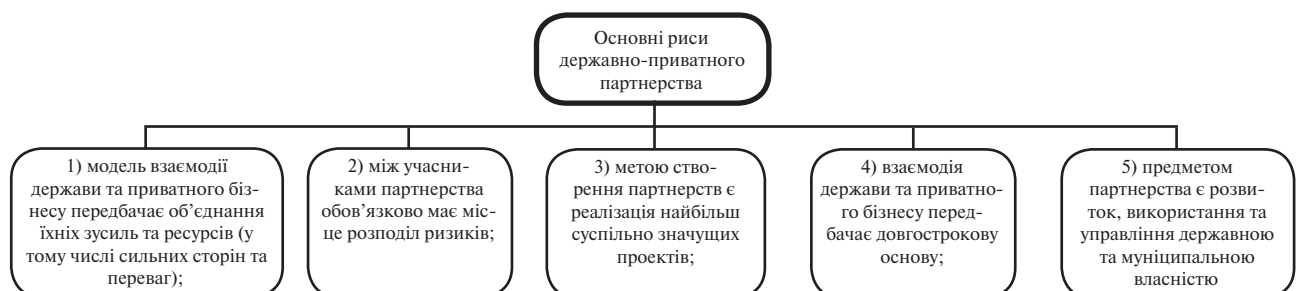 Основні риси
державно-приватного
партнерства
1) модель взаємодії
держави та приватного біз-
несу передбачає об’єднання
їхніх зусиль та ресурсів (у
тому числі сильних сторін та
переваг);
2) між учасни-
ками партнерства
обов’язково має міс-
це розподіл ризиків;
3) метою ство-
рення партнерств є
реалізація найбільш
суспільно значущих
проектів;
4) взаємодія
держави та приватно-
го бізнесу перед-
бачає довгострокову
основу;
5) предметом
партнерства є розви-
ток, використання та
управління державною
та муніципальною
власністю